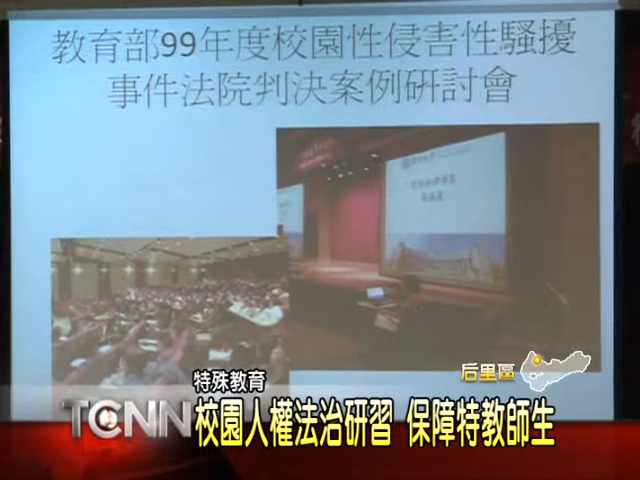 教育部99年度校園性侵害性騷擾
事件法院判決案例研討會
后里區
特殊教育
TCNN
校園人權法治研習 保障特教師生